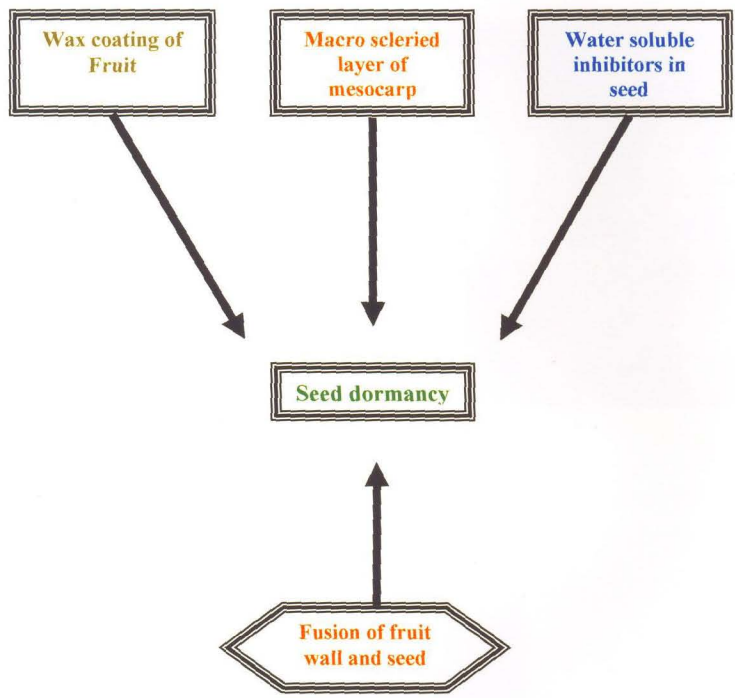 Wax coating of
Fruit
Macro scleried
layer of
mesocarp
Water soluble
inhibitors in
seed
Seed dormancy
Fusion of fruit
wall and seed